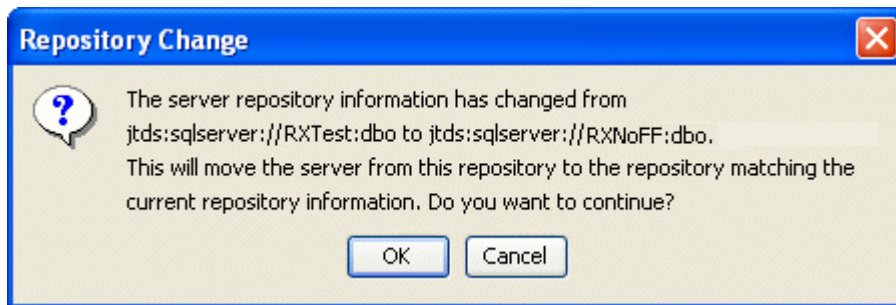 Repository Change
The server repository information has changed from
jtds:sqlserver://RXTest:dbo to jtds:sqlserver://RXNoFF:dbo.
This will move the server from this repository to the repository matching the
current repository information. Do you want to continue?
OK Cancel